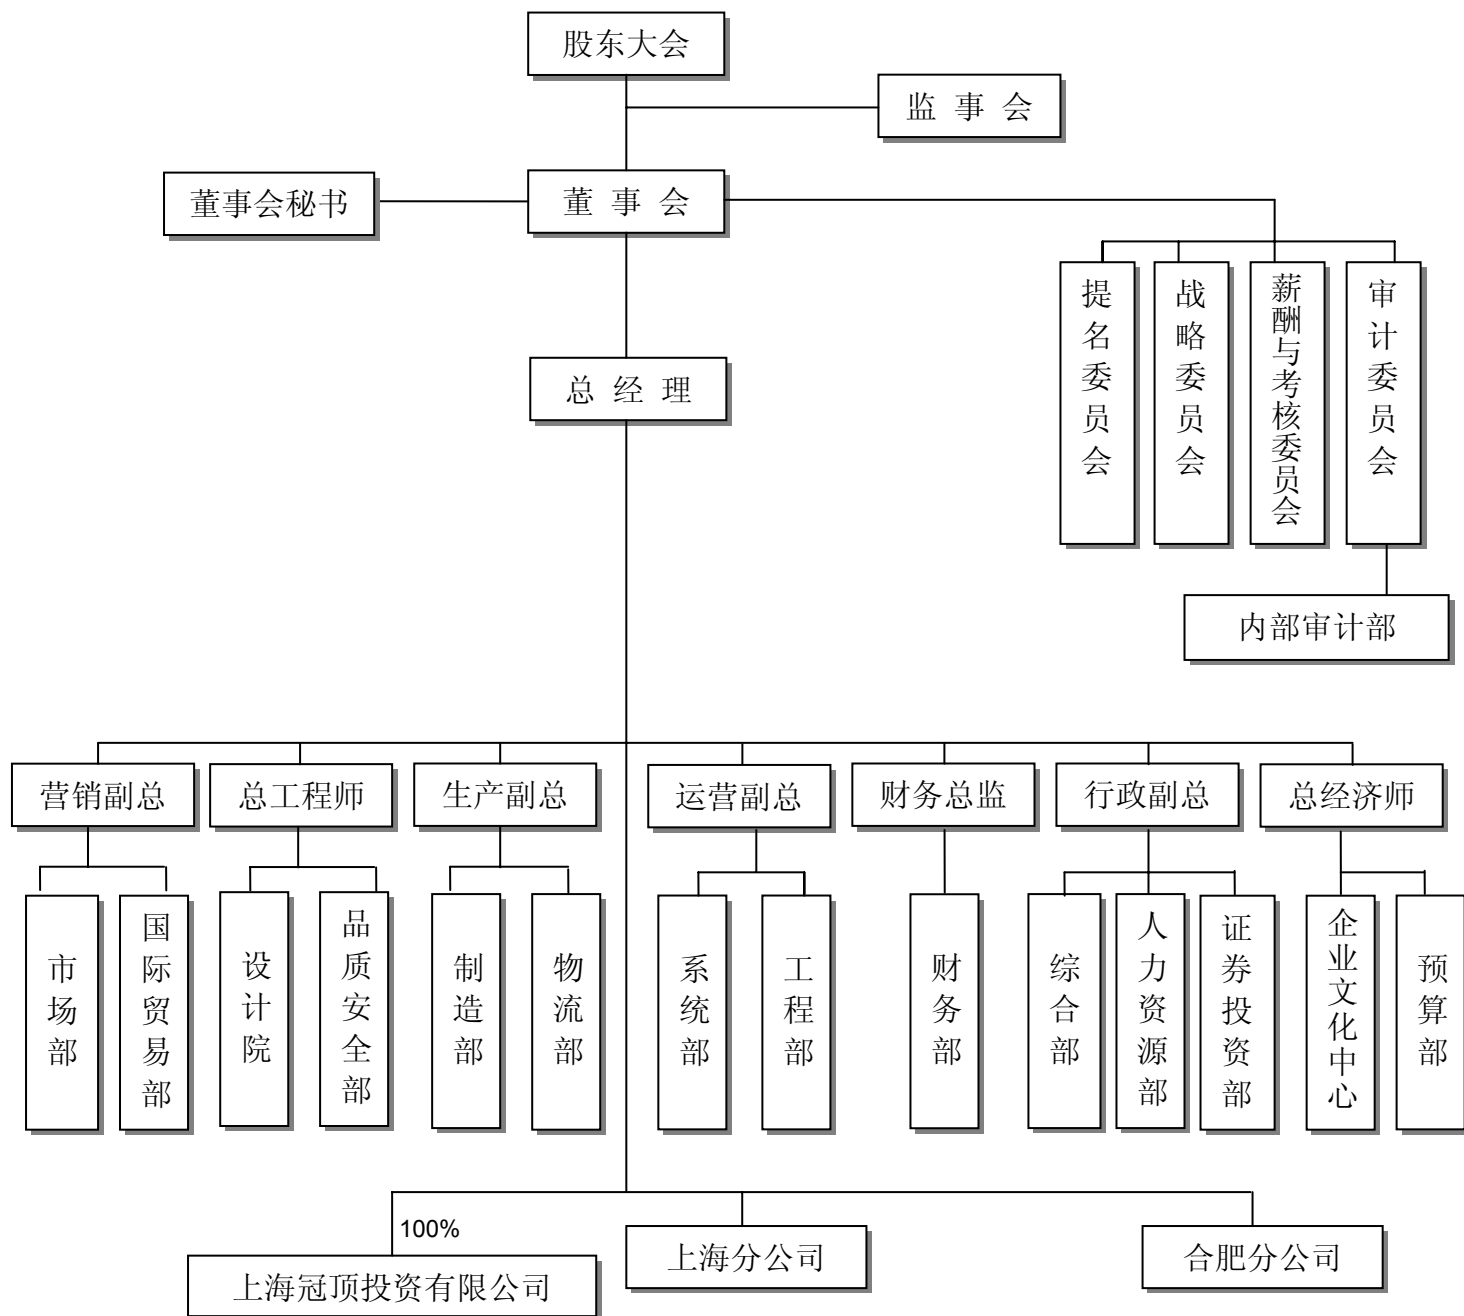 股东大会
监 事 会
董事会秘书
董 事 会
提名委员会
战略委员会
薪酬与考核委员会
审计委员会
总 经 理
内部审计部
营销副总
总工程师
生产副总
运营副总
财务总监
行政副总
总经济师
市场部
国际贸易部
设计院
品质安全部
制造部
物流部
系统部
工程部
财务部
综合部
人力资源部
证券投资部
企业文化中心
预算部
100%
上海冠顶投资有限公司
上海分公司
合肥分公司